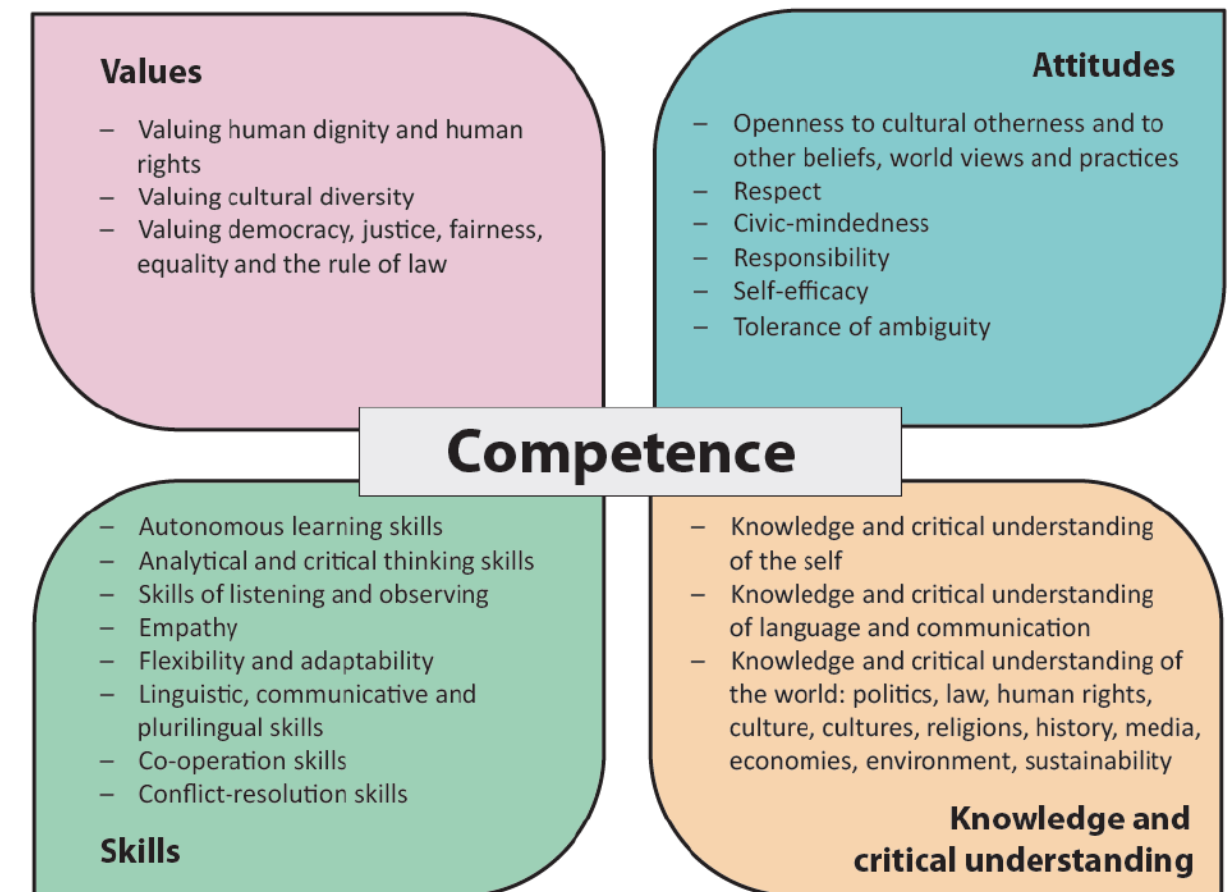 Values
– Valuing human dignity and human
rights
– Valuing cultural diversity
– Valuing democracy, justice, fairness,
equality and the rule of law
Attitudes
– Openness to cultural otherness and to
other beliefs, world views and practices
– Respect
– Civic-mindedness
– Responsibility
– Self-efficacy
– Tolerance of ambiguity
Competence
– Autonomous learning skills
– Analytical and critical thinking skills
– Skills of listening and observing
– Empathy
– Flexibility and adaptability
– Linguistic, communicative and
plurilingual skills
– Co-operation skills
– Conflict-resolution skills
Skills
– Knowledge and critical understanding
of the self
– Knowledge and critical understanding
of language and communication
– Knowledge and critical understanding of
the world: politics, law, human rights,
culture, cultures, religions, history, media,
economies, environment, sustainability
Knowledge and
critical understanding